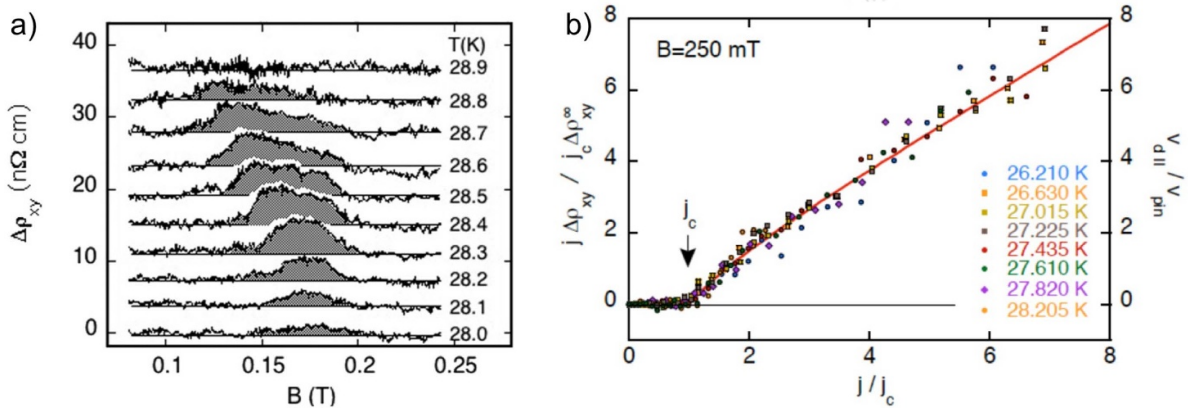 a)
T(K)
28.9
28.8
28.7
28.6
28.5
28.4
28.3
28.2
28.1
28.0
40
30
20
10
0
Δρxy (nΩ cm)
0.1 0.15 0.2 0.25
B (T)
b)
B=250 mT
jc
26.210 K
26.630 K
27.015 K
27.225 K
27.435 K
27.610 K
27.820 K
28.205 K
8
6
4
2
0
j Δρxy / jc Δρ∞xy
8
6
4
2
0
vd II / vpin
0 2 4 6 8
j / jc